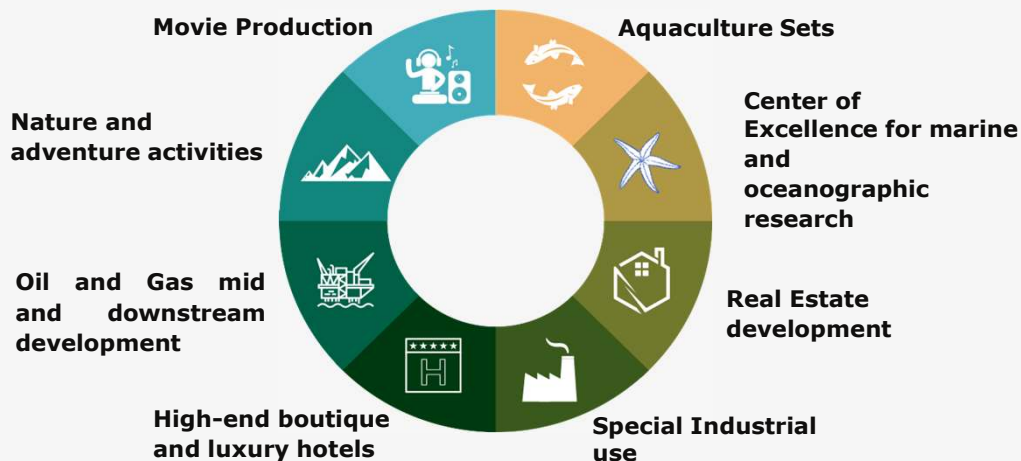 Movie Production
Aquaculture Sets
Nature and
adventure activities
Center of
Excellence for marine
and
oceanographic
research
Oil and Gas mid
and downstream
development
Real Estate
development
High-end boutique
and luxury hotels
Special Industrial
use
H